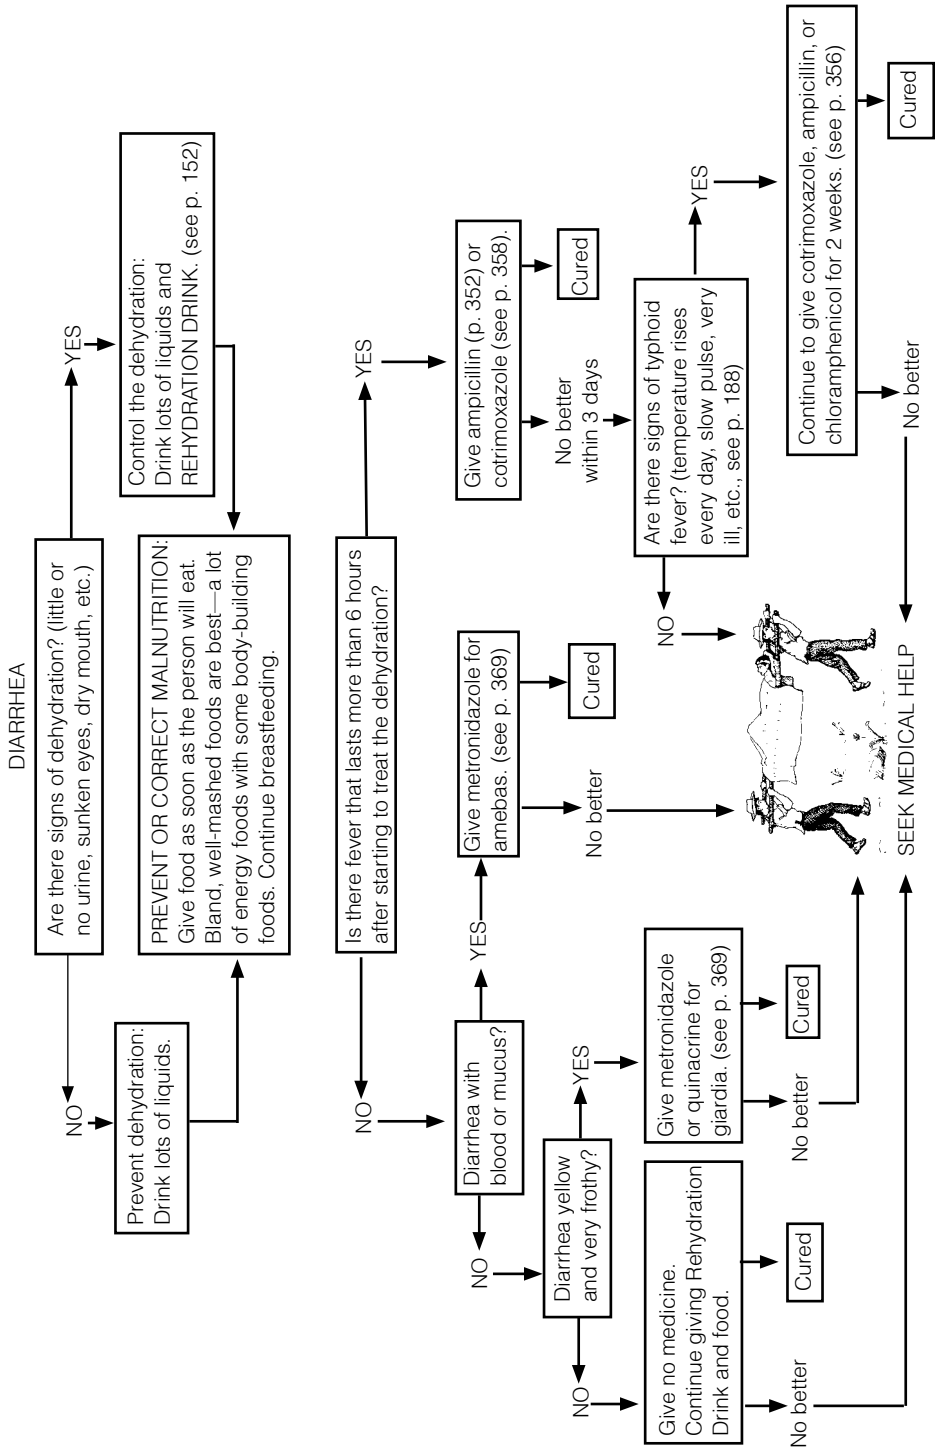 DIARRHEA
Are there signs of dehydration? (little or
no urine, sunken eyes, dry mouth, etc.)
NO
YES
Prevent dehydration:
Drink lots of liquids.
Control the dehydration:
Drink lots of liquids and
REHYDRATION DRINK. (see p. 152)
PREVENT OR CORRECT MALNUTRITION:
Give food as soon as the person will eat.
Bland, well-mashed foods are best—a lot
of energy foods with some body-building
foods. Continue breastfeeding.
Is there fever that lasts more than 6 hours
after starting to treat the dehydration?
NO
YES
Diarrhea with
blood or mucus?
NO
YES
Give metronidazole for
amebas. (see p. 369)
No better
Cured
Give ampicillin (p. 352) or
cotrimoxazole (see p. 358).
No better
within 3 days
Cured
Diarrhea yellow
and very frothy?
NO
YES
Give no medicine.
Continue giving Rehydration
Drink and food.
No better
Cured
Give metronidazole
or quinacrine for
giardia. (see p. 369)
No better
Cured
Are there signs of typhoid
fever? (temperature rises
every day, slow pulse, very
ill, etc., see p. 188)
NO
YES
Continue to give cotrimoxazole, ampicillin, or
chloramphenicol for 2 weeks. (see p. 356)
No better
Cured
SEEK MEDICAL HELP